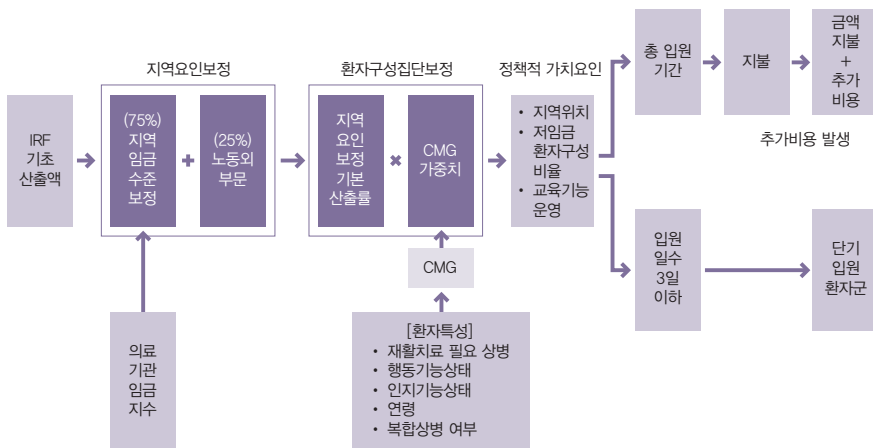 지역요인보정
환자구성집단보정
정책적 가치요인
IRF
기초
산출액
(75%)
지역
임금
수준
보정
+
(25%)
노동외
부문
지역
요인
보정
기본
산출률
×
CMG
가중치
• 지역위치
• 저임금
환자구성
비율
• 교육기능
운영
총 입원
기간
지불
금액
지불
+
추가
비용
추가비용 발생
입원
일수
3일
이하
단기
입원
환자군
CMG
의료
기관
임금
지수
[환자특성]
• 재활치료 필요 상병
• 행동기능상태
• 인지기능상태
• 연령
• 복합상병 여부